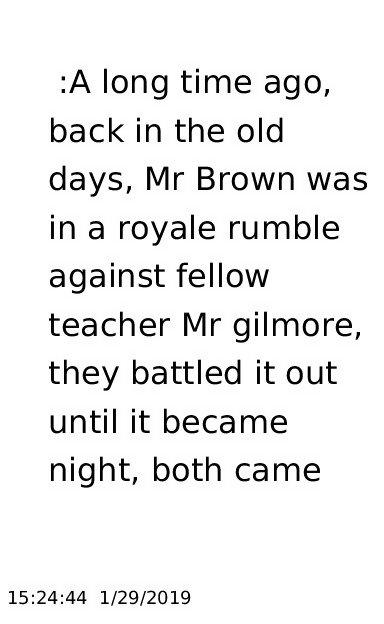 :A long time ago,
back in the old
days, Mr Brown was
in a royale rumble
against fellow
teacher Mr gilmore,
they battled it out
until it became
night, both came
15:24:44 1/29/2019